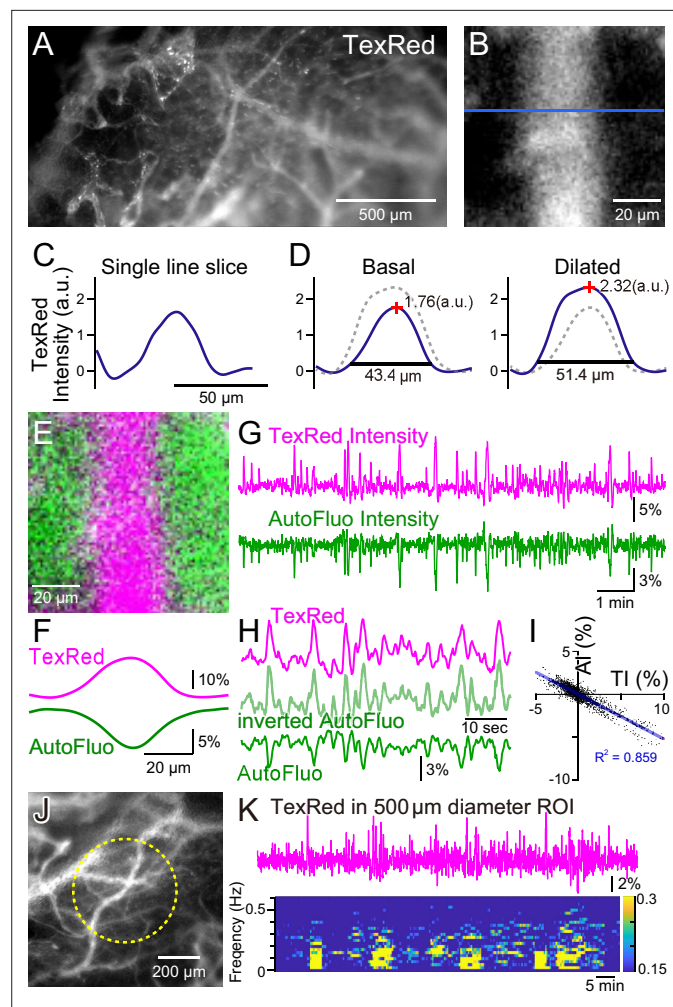 A
TexRed
500 µm
B
20 µm
C
Single line slice
TexRed
Intensity (a.u.)
2
1
0
50 µm
D
Basal
2
1
0
1.76(a.u.)
43.4 µm
Dilated
2
1
0
2.32(a.u.)
51.4 µm
E
20 µm
F
TexRed
10%
AutoFluo
5%
20 µm
G
TexRed Intensity
5%
AutoFluo Intensity
3%
1 min
H
TexRed
inverted AutoFluo
10 sec
AutoFluo
3%
I
AI (%)
5
TI (%)
-5
10
-10
R² = 0.859
J
200 µm
K
TexRed in 500 µm diameter ROI
2%
Freqency (Hz)
0.5
0
0.3
0.15
5 min